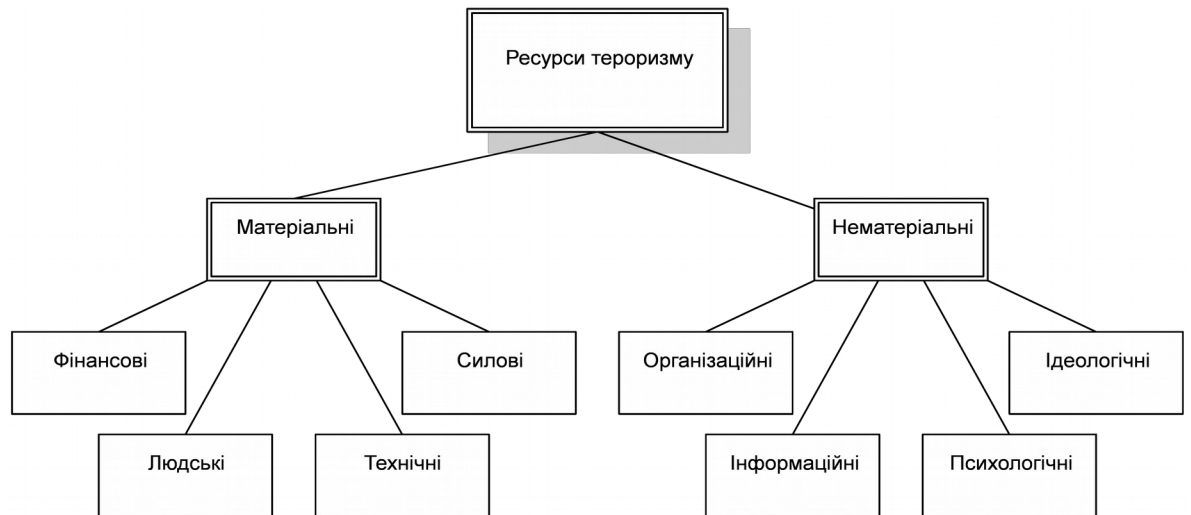 Ресурси тероризму
Матеріальні
Нематеріальні
Фінансові
Силові
Організаційні
Ідеологічні
Людські
Технічні
Інформаційні
Психологічні